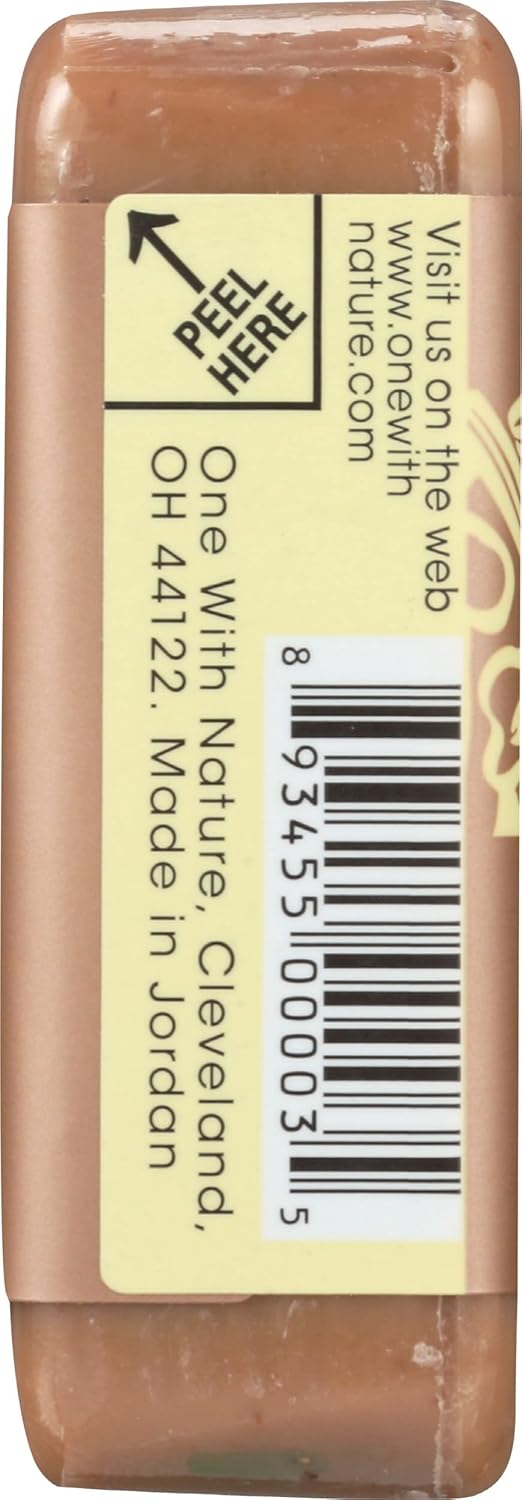 Visit us on the web
www.onewith
nature.com
PEEL
HERE
8 93455 00003 5
One With Nature, Cleveland,
OH 44122. Made in Jordan